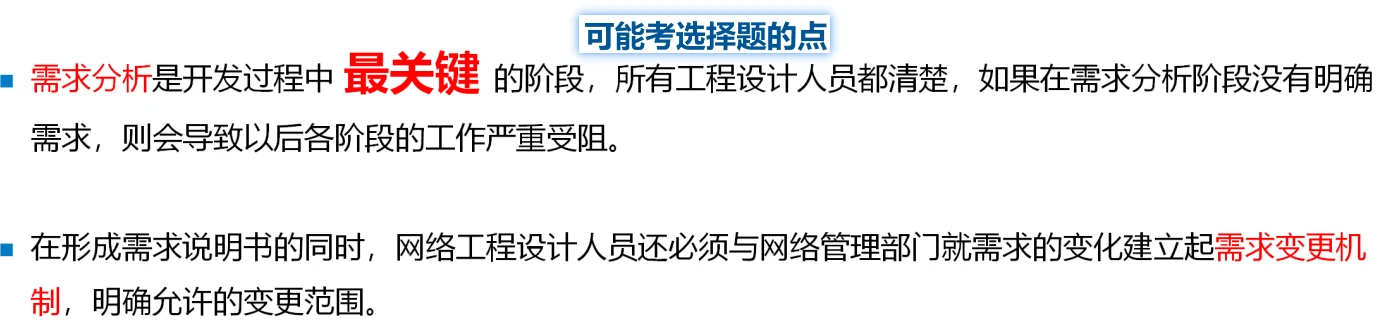 可能考选择题的点
需求分析是开发过程中 最关键 的阶段，所有工程设计人员都清楚，如果在需求分析阶段没有明确
需求，则会导致以后各阶段的工作严重受阻。
在形成需求说明书的同时，网络工程设计人员还必须与网络管理部门就需求的变化建立起需求变更机
制，明确允许的变更范围。